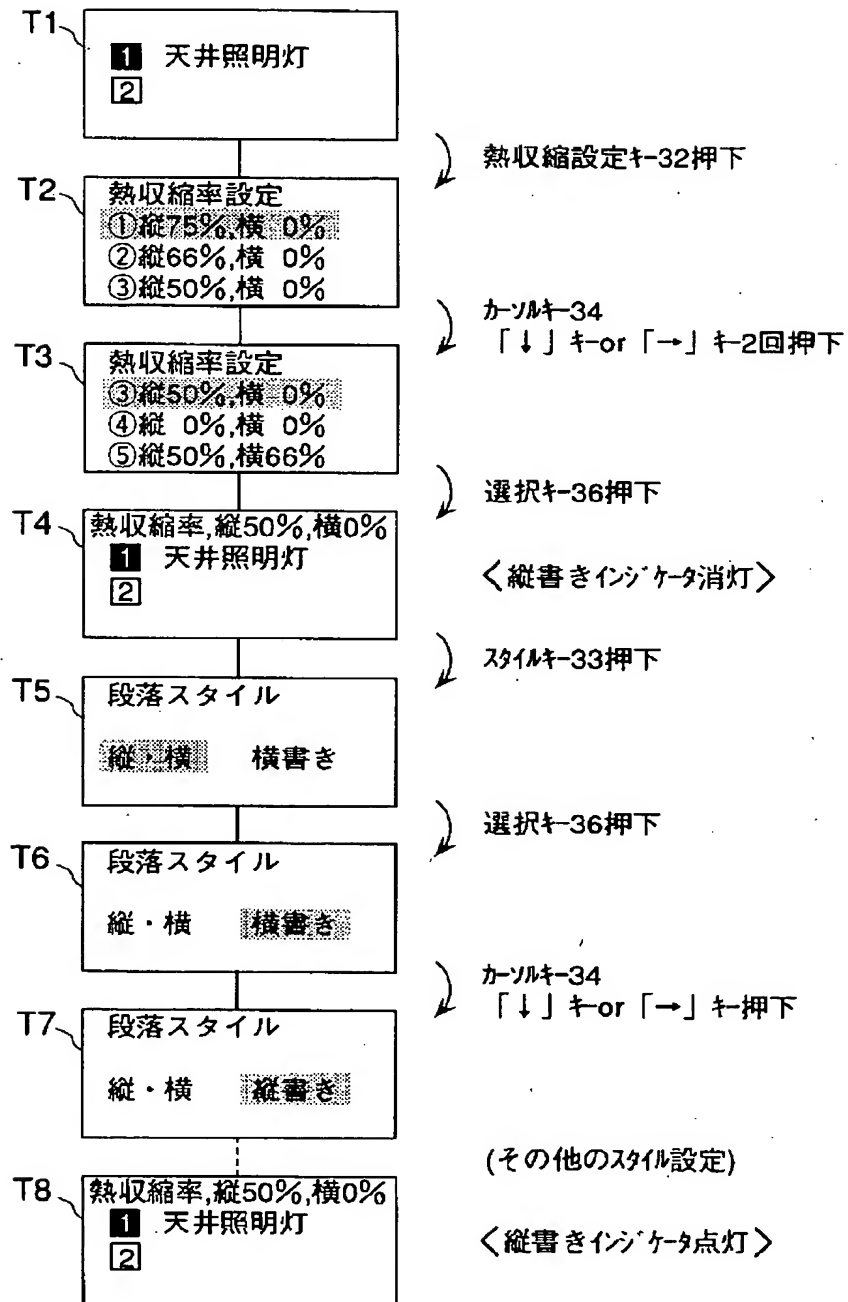 T1
1 天井照明灯
2
熱収縮設定ｷｰ32押下
T2
熱収縮率設定
①縦75%,横 0%
②縦66%,横 0%
③縦50%,横 0%
ｶｰｿﾙｷｰ34
「↓」ｷｰor「→」ｷｰ2回押下
T3
熱収縮率設定
③縦50%,横 0%
④縦 0%,横 0%
⑤縦50%,横66%
選択ｷｰ36押下
T4
熱収縮率,縦50%,横0%
1 天井照明灯
2
〈縦書きｲﾝｼﾞｹｰﾀ消灯〉
ｽﾀｲﾙｷｰ33押下
T5
段落スタイル
縦・横 横書き
選択ｷｰ36押下
T6
段落スタイル
縦・横 横書き
ｶｰｿﾙｷｰ34
「↓」ｷｰor「→」ｷｰ押下
T7
段落スタイル
縦・横 縦書き
(その他のｽﾀｲﾙ設定)
T8
熱収縮率,縦50%,横0%
1 天井照明灯
2
〈縦書きｲﾝｼﾞｹｰﾀ点灯〉